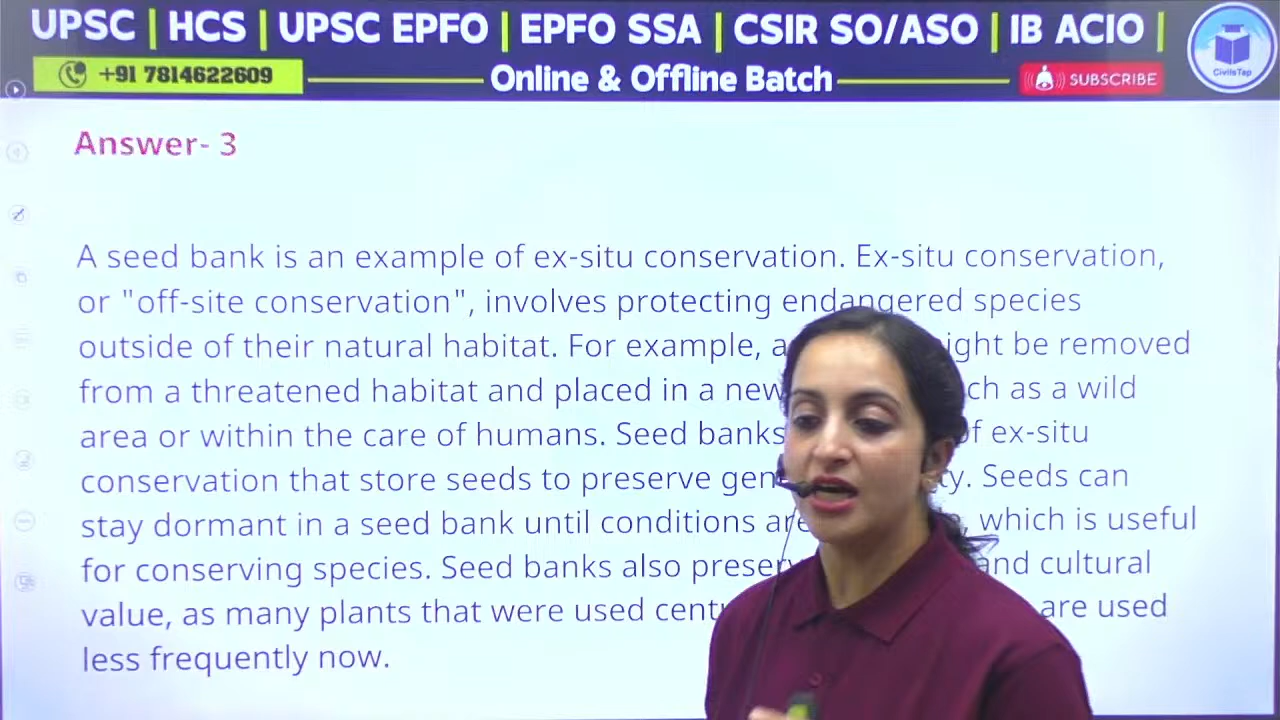 UPSC | HCS | UPSC EPFO | EPFO SSA | CSIR SO/ASO | IB ACIO |
+91 7814622609
Online & Offline Batch
SUBSCRIBE
CivilsTap
Answer- 3
A seed bank is an example of ex-situ conservation. Ex-situ conservation,
or "off-site conservation", involves protecting endangered species
outside of their natural habitat. For example, a ight be removed
from a threatened habitat and placed in a new ch as a wild
area or within the care of humans. Seed banks of ex-situ
conservation that store seeds to preserve gen ty. Seeds can
stay dormant in a seed bank until conditions are , which is useful
for conserving species. Seed banks also preserv and cultural
value, as many plants that were used centu are used
less frequently now.